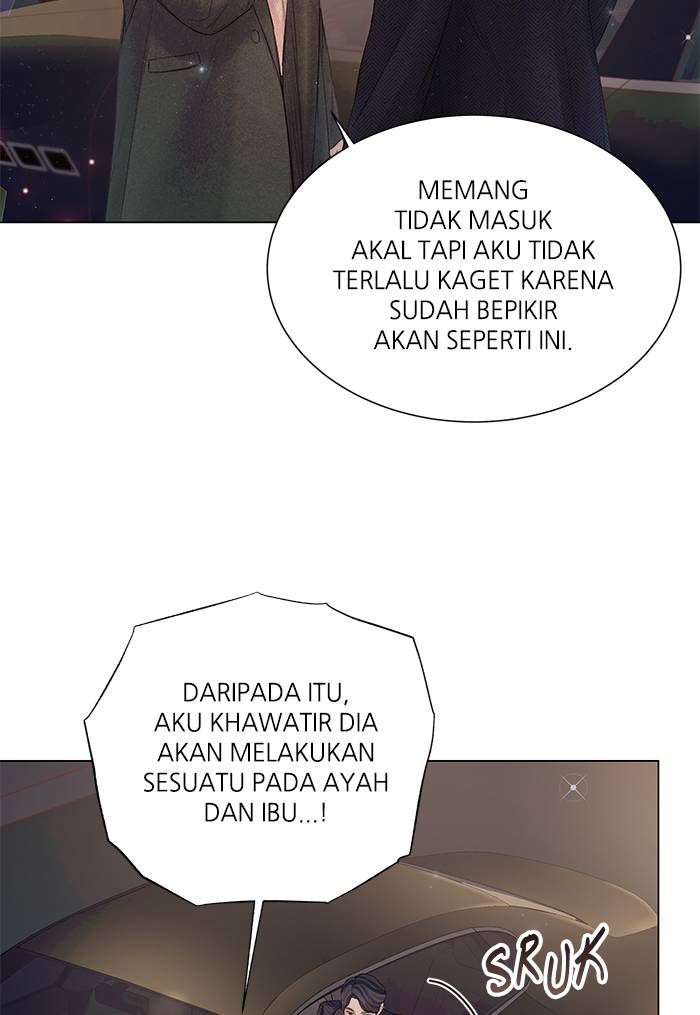 MEMANG
TIDAK MASUK
AKAL TAPI AKU TIDAK
TERLALU KAGET KARENA
SUDAH BEPIKIR
AKAN SEPERTI INI.
DARIPADA ITU,
AKU KHAWATIR DIA
AKAN MELAKUKAN
SESUATU PADA AYAH
DAN IBU...!
SRUK